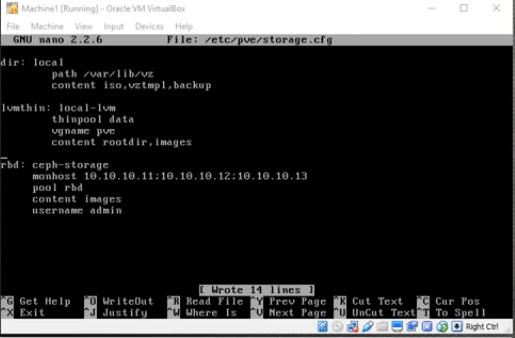 Machine1 [Running] - Oracle VM VirtualBox
File Machine View Input Devices Help
GNU nano 2.2.6 File: /etc/pve/storage.cfg
dir: local
path /var/lib/vz
content iso,vztmpl,backup
lvmthin: local-lvm
thinpool data
vgname pve
content rootdir,images
rbd: ceph-storage
monhost 10.10.10.11;10.10.10.12;10.10.10.13
pool rbd
content images
username admin
[ Wrote 14 lines ]
^G Get Help ^O WriteOut ^R Read File ^Y Prev Page ^K Cut Text ^C Cur Pos
^X Exit ^J Justify ^W Where Is ^V Next Page ^U UnCut Text ^T To Spell
Right Ctrl